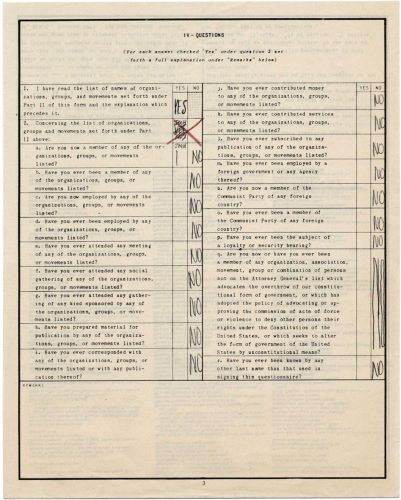 IV - QUESTIONS
(For each answer checked "Yes" under question 2 set
forth a full explanation under "Remarks" below)
YES NO
1. I have read the list of names of organi-
zations, groups, and movements set forth under
Part II of this form and the explanation which
precedes it.
YES
2. Concerning the list of organizations,
groups and movements set forth under Part
II above:
a. Are you now a member of any of the or-
ganizations, groups, or movements
listed?
NO
b. Have you ever been a member of any
of the organizations, groups, or
movements listed?
NO
c. Are you now employed by any of the
organizations, groups, or movements
listed?
NO
d. Have you ever been employed by any
of the organizations, groups, or
movements listed?
NO
e. Have you ever attended any meeting
of any of the organizations, groups,
or movements listed?
NO
f. Have you ever attended any social
gathering of any of the organizations,
groups, or movements listed?
NO
g. Have you ever attended any gather-
ing of any kind sponsored by any of
the organizations, groups, or move-
ments listed?
NO
h. Have you prepared material for
publication by any of the organiza-
tions, groups, or movements listed?
NO
i. Have you ever corresponded with
any of the organizations, groups, or
movements listed or with any publi-
cation thereof?
NO
YES NO
j. Have you ever contributed money
to any of the organizations, groups,
or movements listed?
NO
k. Have you ever contributed services
to any of the organizations, groups,
or movements listed?
NO
l. Have you ever subscribed to any
publication of any of the organiza-
tions, groups, or movements listed?
NO
m. Have you ever been employed by a
foreign government or any agency
thereof?
NO
n. Are you now a member of the
Communist Party of any foreign
country?
NO
o. Have you ever been a member of
the Communist Party of any foreign
country?
NO
p. Have you ever been the subject of
a loyalty or security hearing?
NO
q. Are you now or have you ever been
a member of any organization, association,
movement, group or combination of persons
not on the Attorney General's list which
advocates the overthrow of our constitu-
tional form of government, or which has
adopted the policy of advocating or ap-
proving the commission of acts of force
or violence to deny other persons their
rights under the Constitution of the
United States, or which seeks to alter
the form of government of the United
States by unconstitutional means?
NO
r. Have you ever been known by any
other last name than that used in
signing this questionnaire?
NO
REMARKS
3